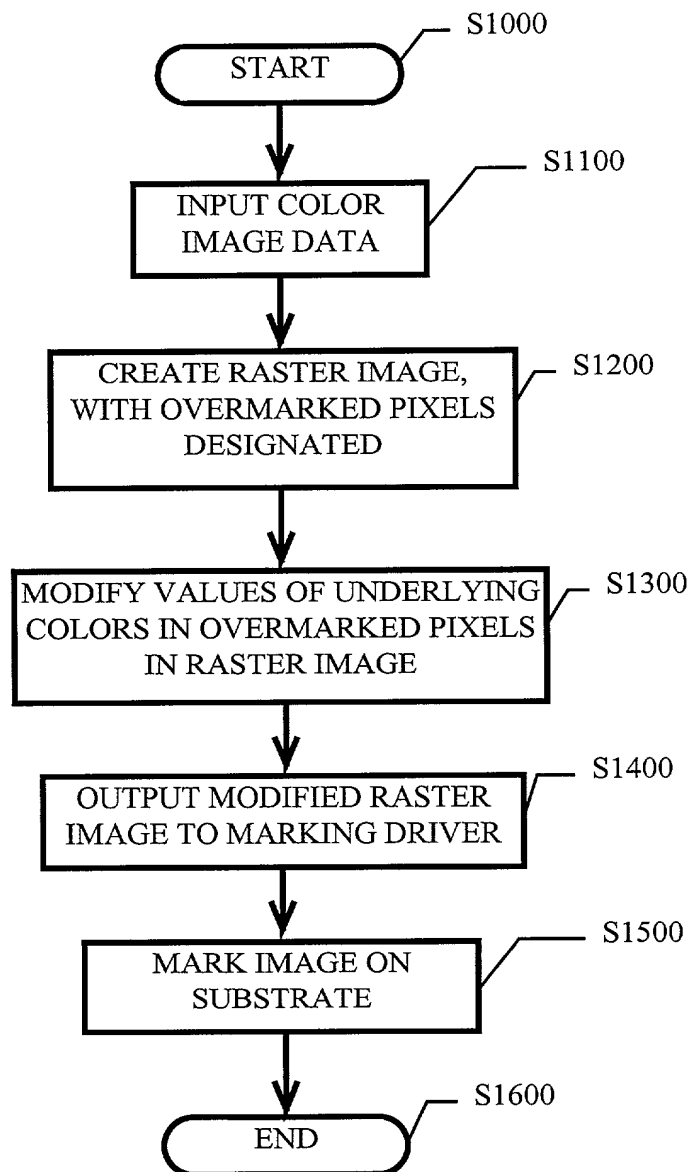 S1000
START
S1100
INPUT COLOR
IMAGE DATA
S1200
CREATE RASTER IMAGE,
WITH OVERMARKED PIXELS
DESIGNATED
S1300
MODIFY VALUES OF UNDERLYING
COLORS IN OVERMARKED PIXELS
IN RASTER IMAGE
S1400
OUTPUT MODIFIED RASTER
IMAGE TO MARKING DRIVER
S1500
MARK IMAGE ON
SUBSTRATE
S1600
END